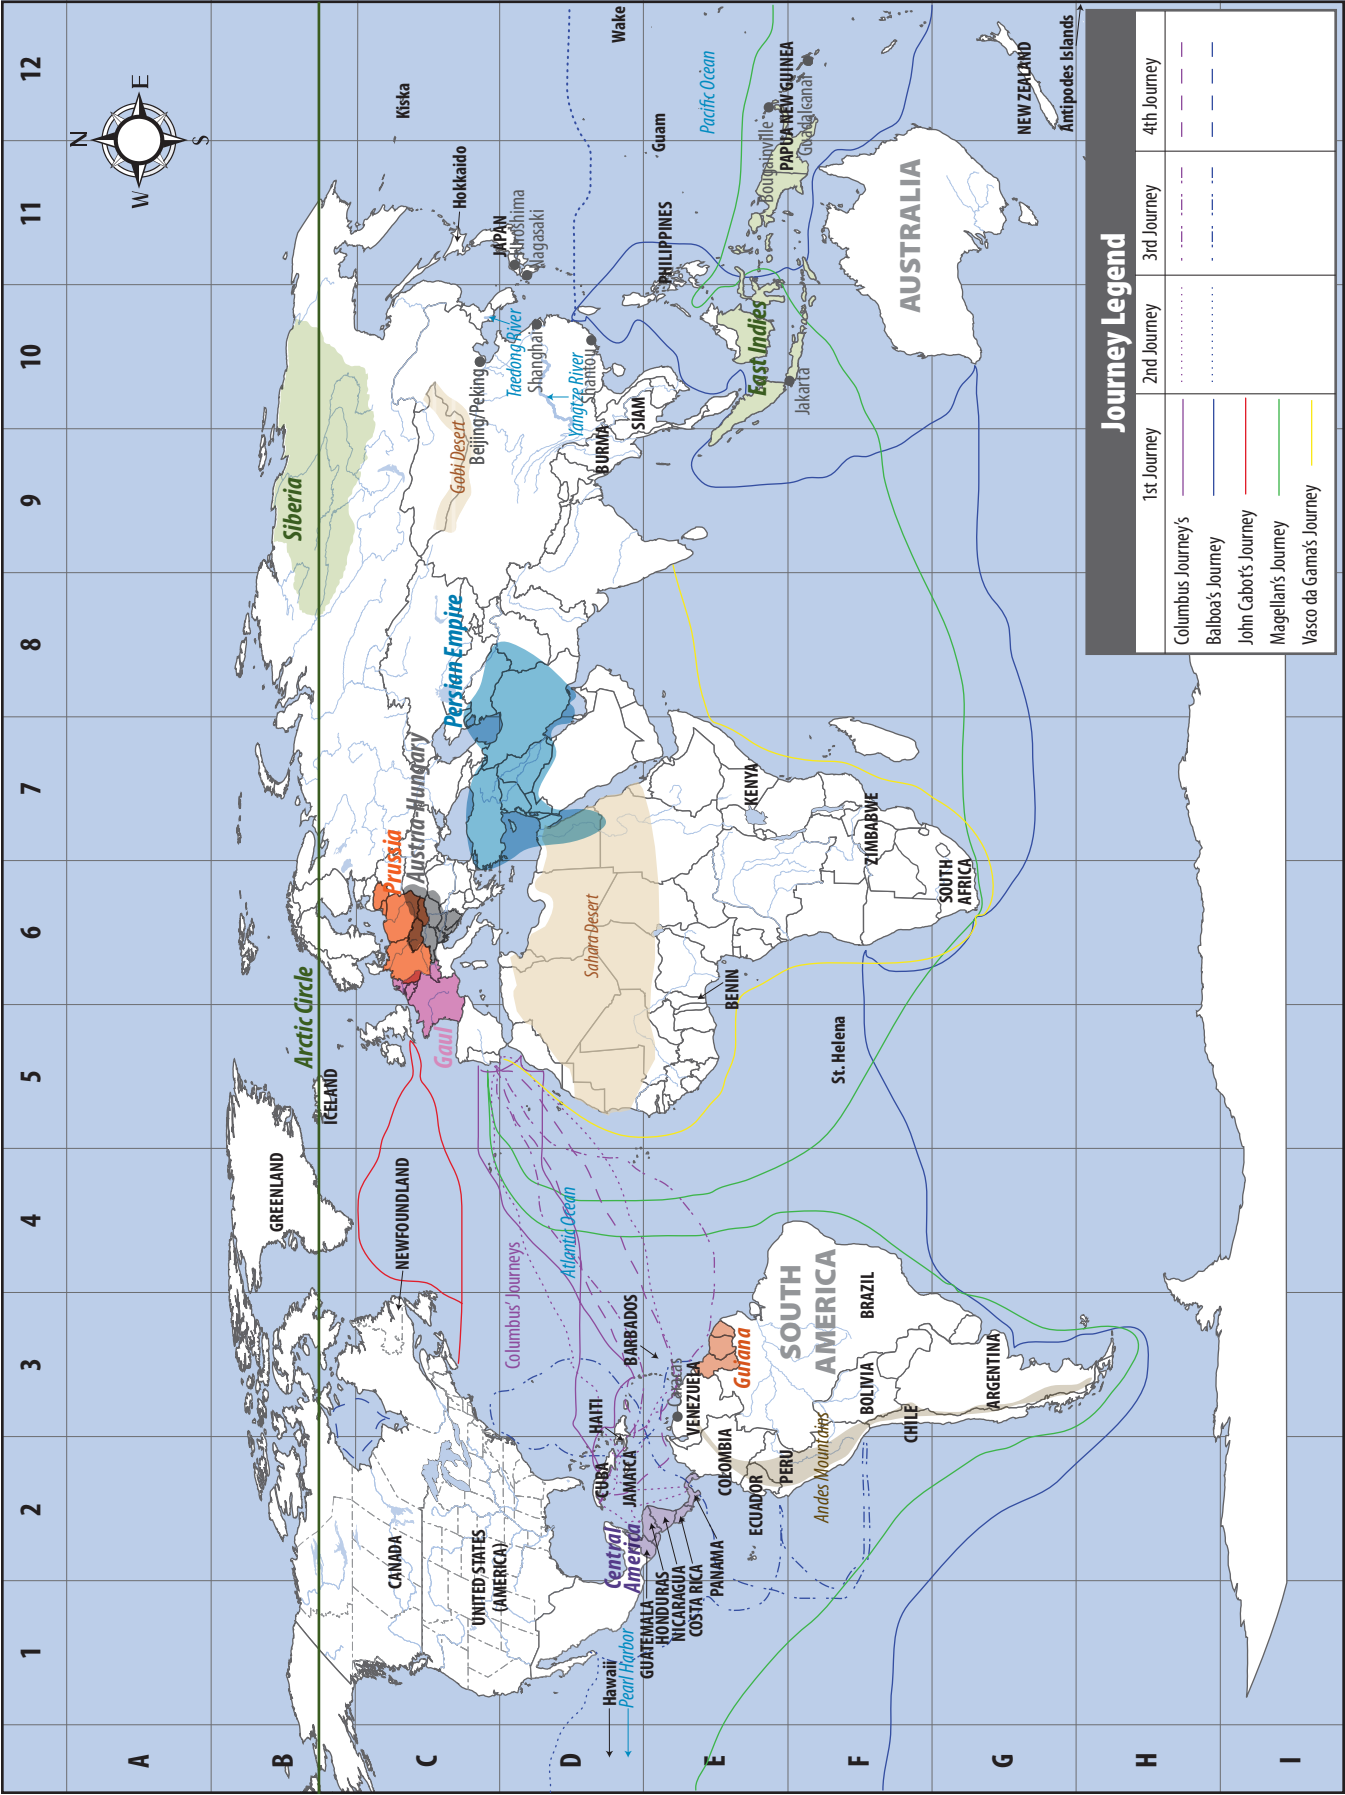 1
2
3
4
5
6
7
8
9
10
11
12
A
B
C
D
E
F
G
H
I
N
E
S
W
Arctic Circle
GREENLAND
ICELAND
Siberia
Kiska
Hokkaido
JAPAN
Hiroshima
Nagasaki
CANADA
NEWFOUNDLAND
UNITED STATES
(AMERICA)
Prussia
Austria-Hungary
Gaul
Persian Empire
Gobi Desert
Beijing/Peking
Taedong River
Shanghai
Yangtze River
Shantou
Columbus' Journeys
Atlantic Ocean
Sahara Desert
BURMA
SIAM
Wake
Guam
PHILIPPINES
Pacific Ocean
Hawaii
Pearl Harbor
Central
America
CUBA
HAITI
JAMAICA
BARBADOS
GUATEMALA
HONDURAS
NICARAGUA
COSTA RICA
PANAMA
Caracas
VENEZUELA
Guiana
COLOMBIA
ECUADOR
PERU
SOUTH
AMERICA
Andes Mountains
BRAZIL
BOLIVIA
CHILE
ARGENTINA
BENIN
KENYA
St. Helena
ZIMBABWE
SOUTH
AFRICA
East Indies
Jakarta
Bougainville
PAPUA NEW GUINEA
Guadalcanal
AUSTRALIA
NEW ZEALAND
Antipodes Islands
Journey Legend
1st Journey
2nd Journey
3rd Journey
4th Journey
Columbus Journey's
Balboa's Journey
John Cabot's Journey
Magellan's Journey
Vasco da Gama's Journey